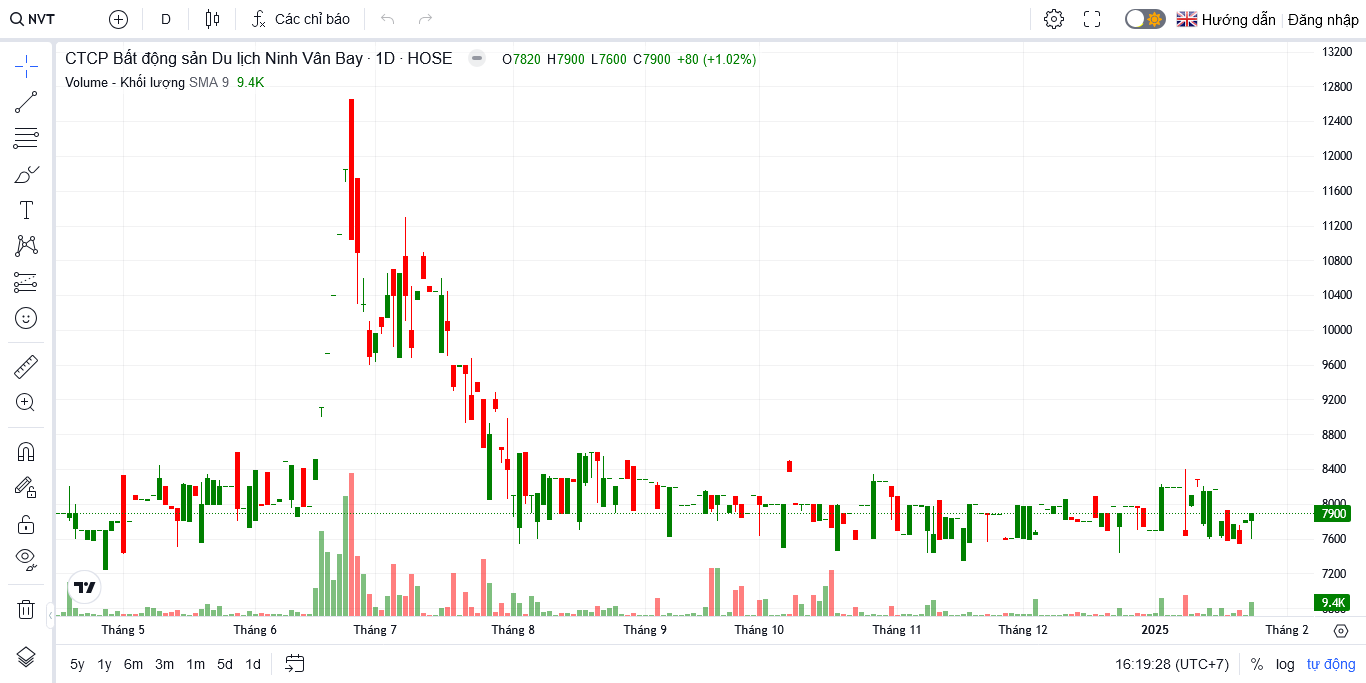 NVT D Các chỉ báo Hướng dẫn Đăng nhập
CTCP Bất động sản Du lịch Ninh Vân Bay · 1D · HOSE O7820 H7900 L7600 C7900 +80 (+1.02%)
Volume - Khối lượng SMA 9 9.4K
13200
12800
12400
12000
11600
11200
10800
10400
10000
9600
9200
8800
8400
8000
7900
7600
7200
9.4K
Tháng 5 Tháng 6 Tháng 7 Tháng 8 Tháng 9 Tháng 10 Tháng 11 Tháng 12 2025 Tháng 2
5y 1y 6m 3m 1m 5d 1d 16:19:28 (UTC+7) % log tự động